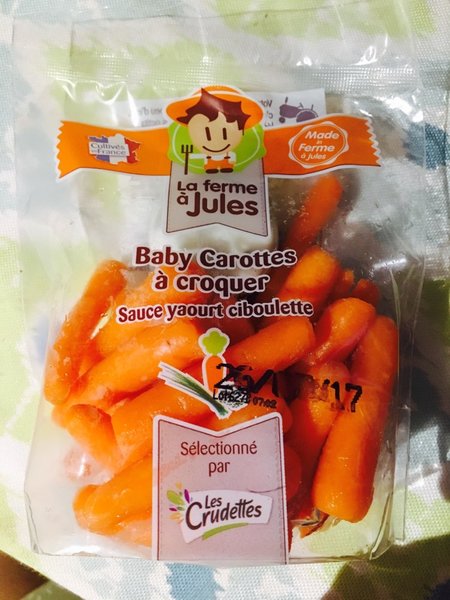 Cultivés
en France
Made
in
Ferme
à Jules
La ferme
à Jules
Baby Carottes
à croquer
Sauce yaourt ciboulette
Sélectionné
par
Les
Crudettes